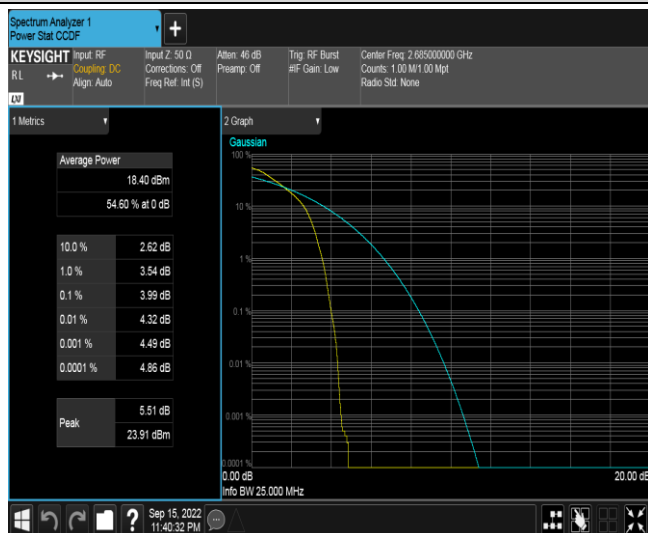 Spectrum Analyzer 1
Power Stat CCDF
KEYSIGHT
RL
LXI
Input: RF
Coupling: DC
Align: Auto
Input Z: 50 Ω
Corrections: Off
Freq Ref: Int (S)
Atten: 46 dB
Preamp: Off
Trig: RF Burst
#IF Gain: Low
Center Freq: 2.685000000 GHz
Counts: 1.00 M/1.00 Mpt
Radio Std: None
1 Metrics
Average Power
18.40 dBm
54.60 % at 0 dB
10.0 % 2.62 dB
1.0 % 3.54 dB
0.1 % 3.99 dB
0.01 % 4.32 dB
0.001 % 4.49 dB
0.0001 % 4.86 dB
Peak
5.51 dB
23.91 dBm
2 Graph
Gaussian
100 %
10 %
1 %
0.1 %
0.01 %
0.001 %
0.0001 %
0.00 dB 20.00 dB
Info BW 25.000 MHz
?
Sep 15, 2022
11:40:32 PM